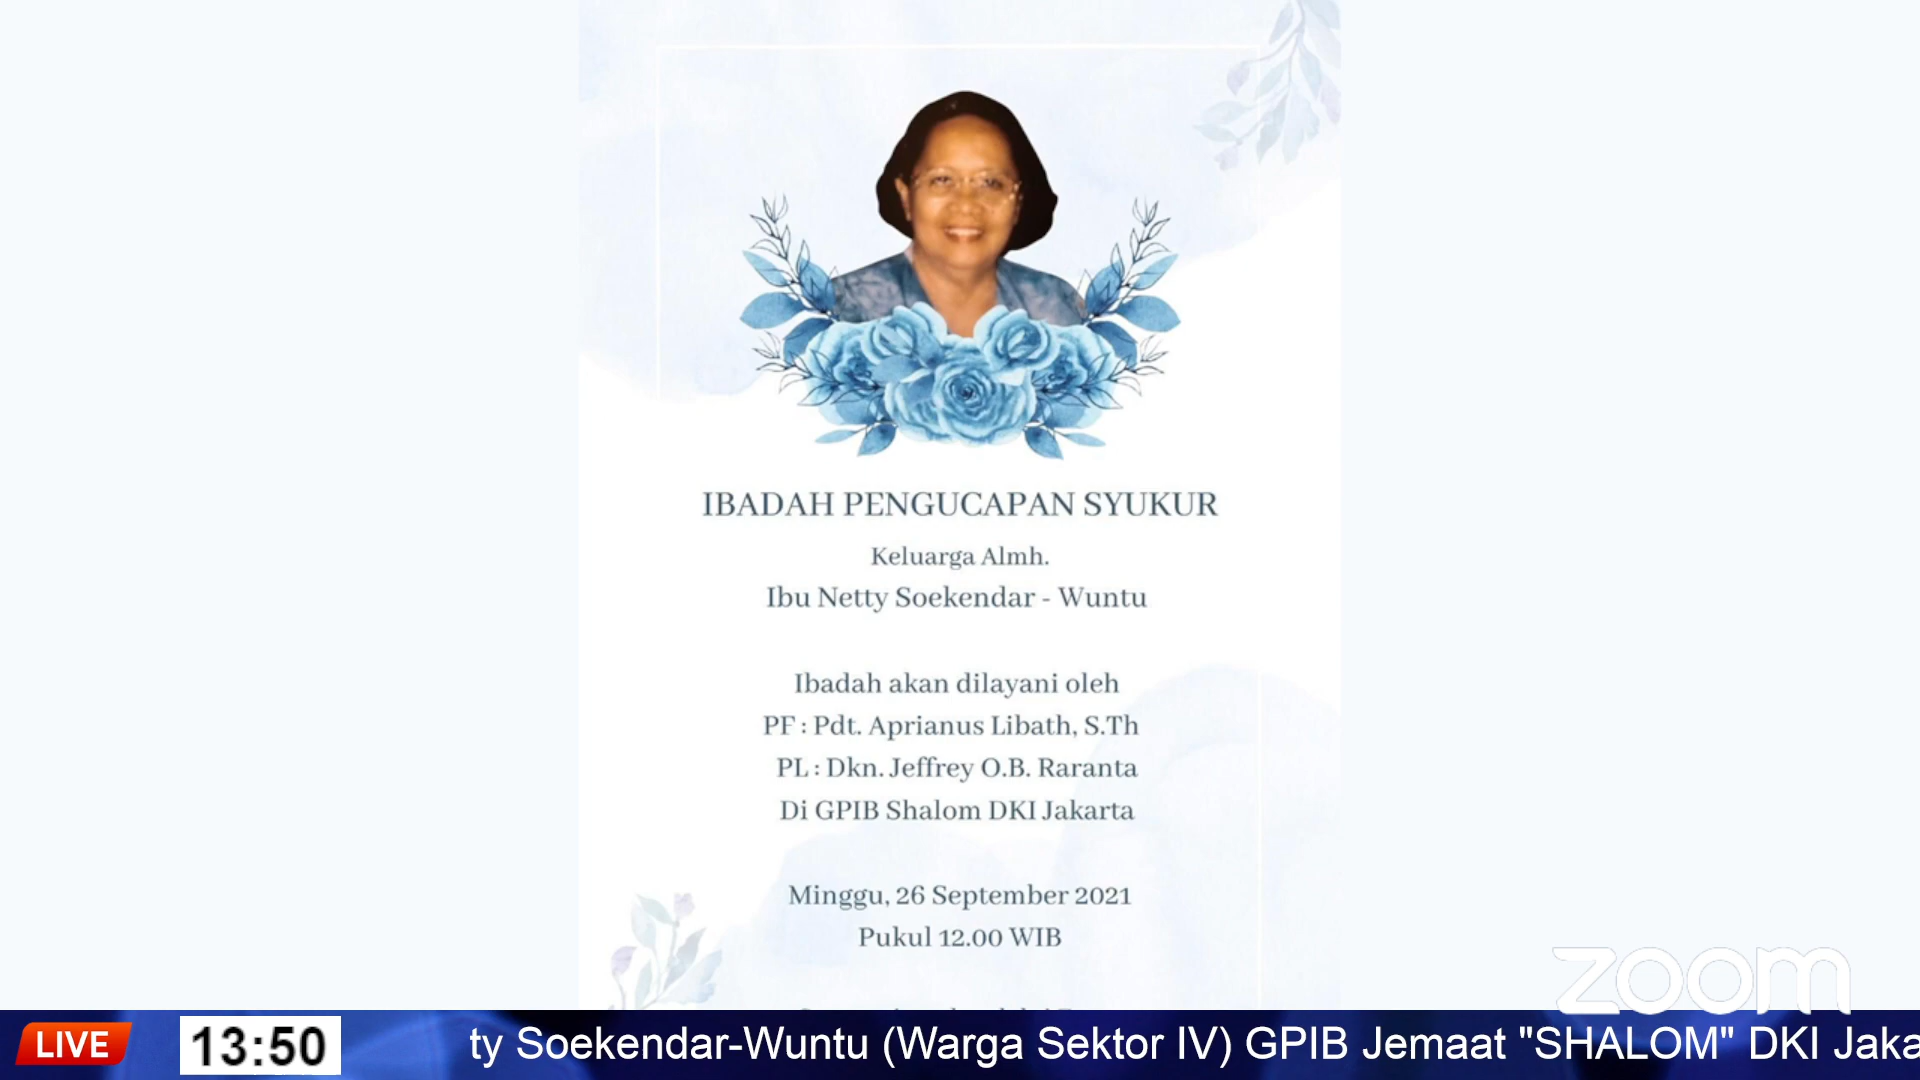 IBADAH PENGUCAPAN SYUKUR
Keluarga Almh.
Ibu Netty Soekendar - Wuntu
Ibadah akan dilayani oleh
PF : Pdt. Aprianus Libath, S.Th
PL : Dkn. Jeffrey O.B. Raranta
Di GPIB Shalom DKI Jakarta
Minggu, 26 September 2021
Pukul 12.00 WIB
zoom
LIVE
13:50
ty Soekendar-Wuntu (Warga Sektor IV) GPIB Jemaat "SHALOM" DKI Jaka